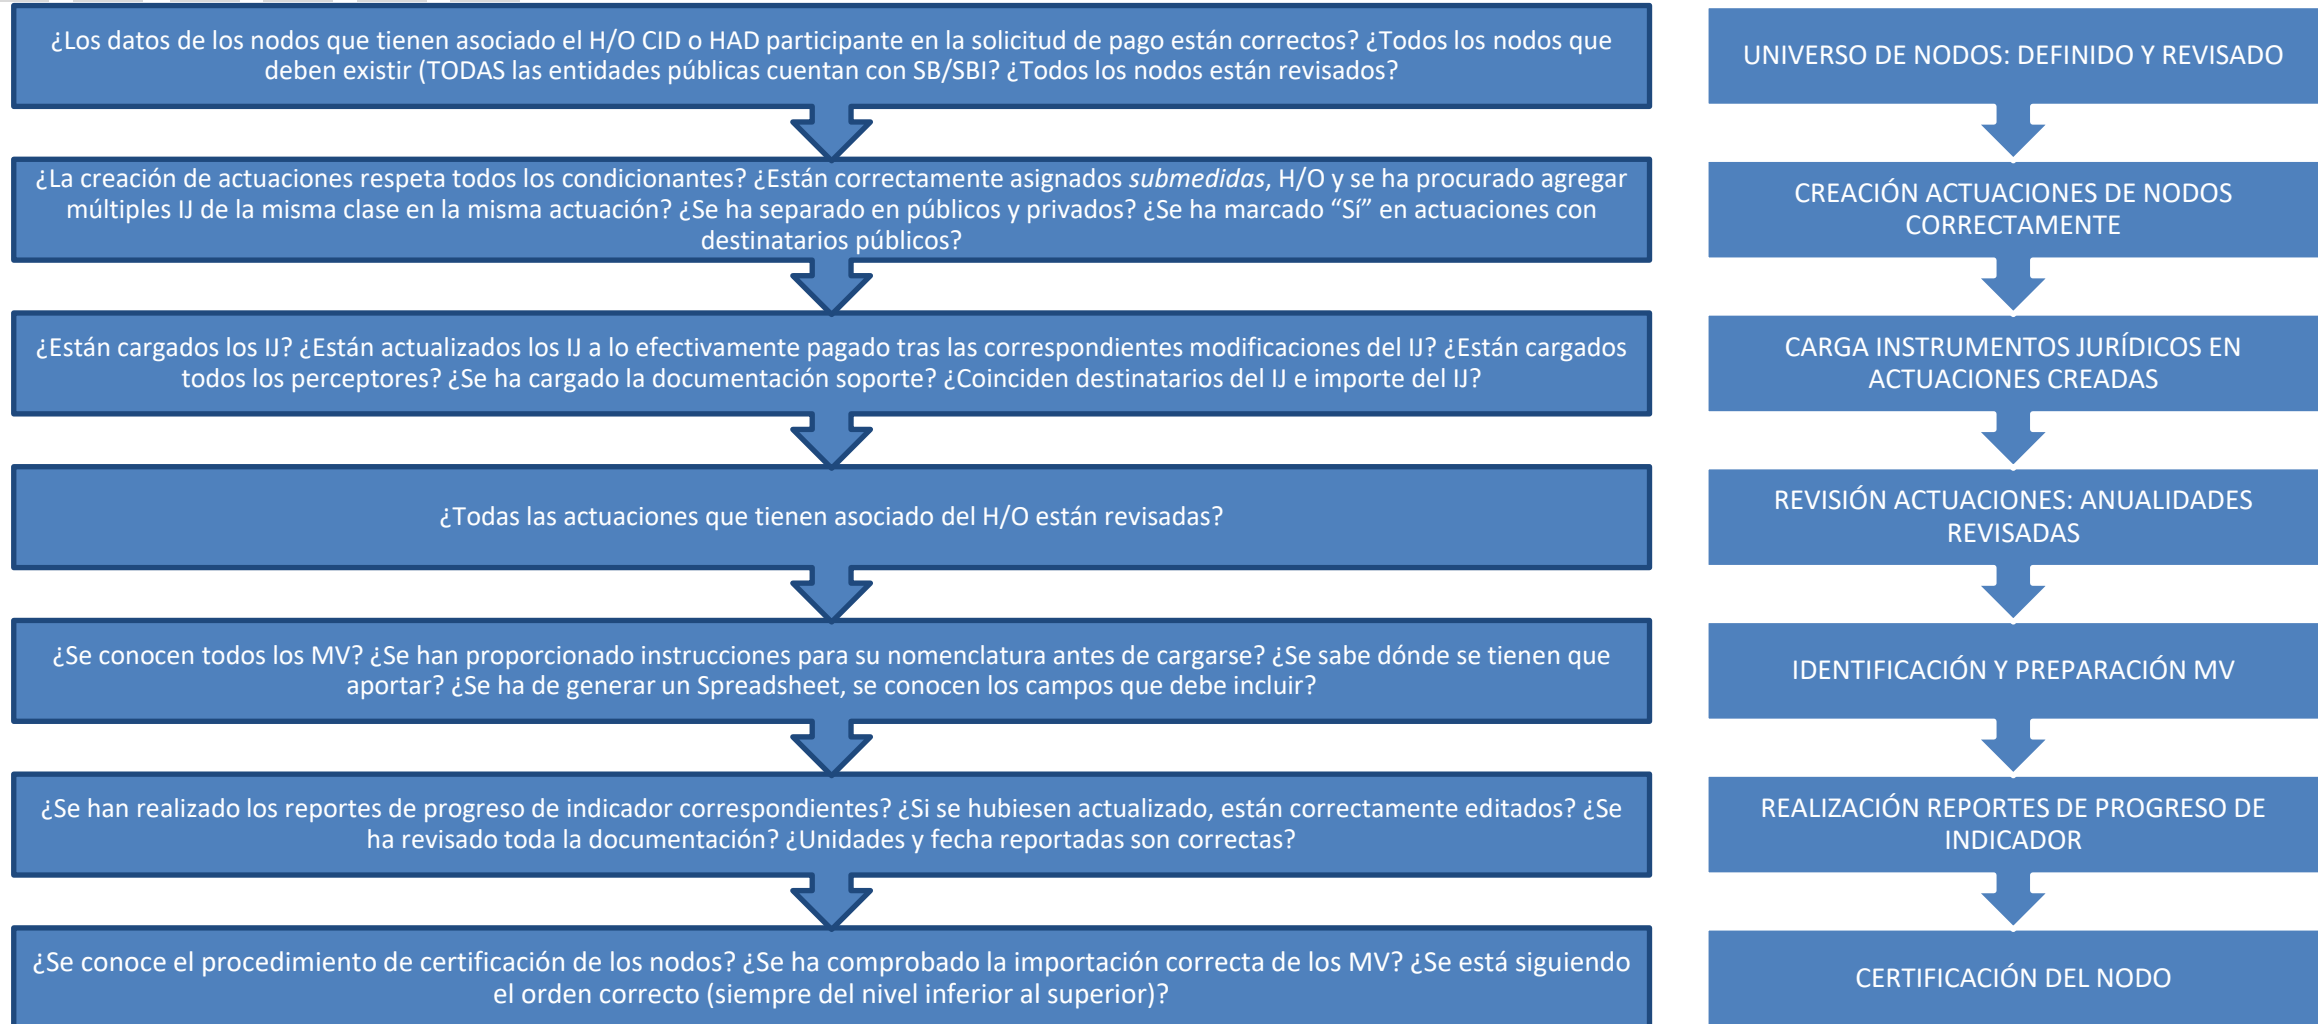 ¿Los datos de los nodos que tienen asociado el H/O CID o HAD participante en la solicitud de pago están correctos? ¿Todos los nodos que
deben existir (TODAS las entidades públicas cuentan con SB/SBI? ¿Todos los nodos están revisados?
UNIVERSO DE NODOS: DEFINIDO Y REVISADO
¿La creación de actuaciones respeta todos los condicionantes? ¿Están correctamente asignados submedidas, H/O y se ha procurado agregar
múltiples IJ de la misma clase en la misma actuación? ¿Se ha separado en públicos y privados? ¿Se ha marcado “Sí” en actuaciones con
destinatarios públicos?
CREACIÓN ACTUACIONES DE NODOS
CORRECTAMENTE
¿Están cargados los IJ? ¿Están actualizados los IJ a lo efectivamente pagado tras las correspondientes modificaciones del IJ? ¿Están cargados
todos los perceptores? ¿Se ha cargado la documentación soporte? ¿Coinciden destinatarios del IJ e importe del IJ?
CARGA INSTRUMENTOS JURÍDICOS EN
ACTUACIONES CREADAS
¿Todas las actuaciones que tienen asociado del H/O están revisadas?
REVISIÓN ACTUACIONES: ANUALIDADES
REVISADAS
¿Se conocen todos los MV? ¿Se han proporcionado instrucciones para su nomenclatura antes de cargarse? ¿Se sabe dónde se tienen que
aportar? ¿Se ha de generar un Spreadsheet, se conocen los campos que debe incluir?
IDENTIFICACIÓN Y PREPARACIÓN MV
¿Se han realizado los reportes de progreso de indicador correspondientes? ¿Si se hubiesen actualizado, están correctamente editados? ¿Se
ha revisado toda la documentación? ¿Unidades y fecha reportadas son correctas?
REALIZACIÓN REPORTES DE PROGRESO DE
INDICADOR
¿Se conoce el procedimiento de certificación de los nodos? ¿Se ha comprobado la importación correcta de los MV? ¿Se está siguiendo
el orden correcto (siempre del nivel inferior al superior)?
CERTIFICACIÓN DEL NODO